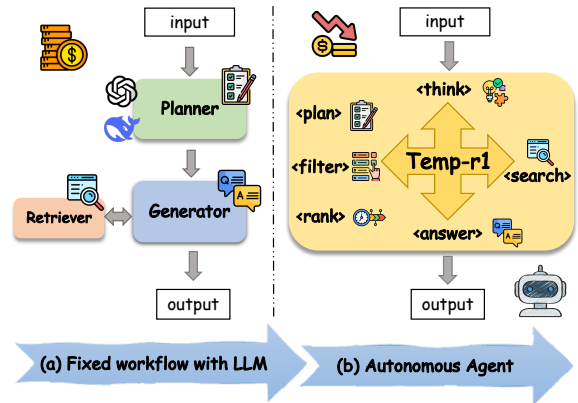 input
Planner
Retriever
Generator
Q
A
output
(a) Fixed workflow with LLM
input
<think>
<plan>
<filter>
Temp-r1
<search>
<rank>
<answer>
Q
A
output
(b) Autonomous Agent